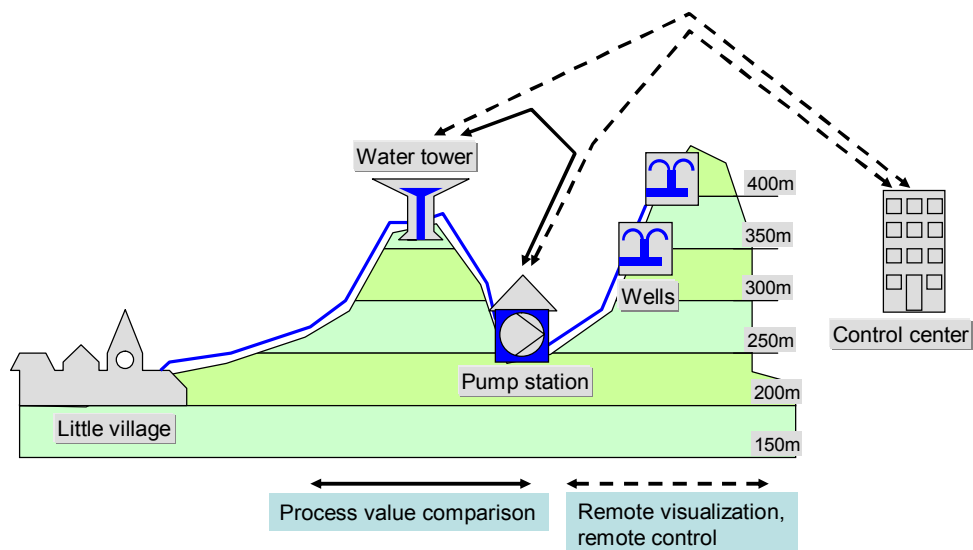 Water tower
400m
350m
300m
Wells
Control center
250m
Pump station
200m
Little village
150m
Process value comparison
Remote visualization,
remote control